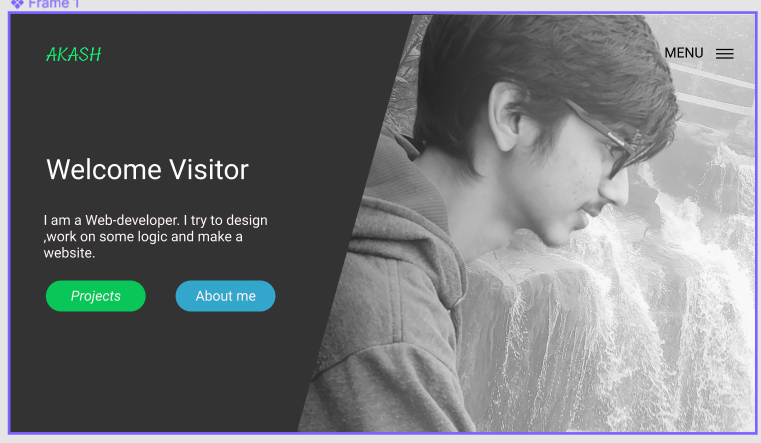 Frame 1
AKASH
MENU
Welcome Visitor
I am a Web-developer. I try to design
,work on some logic and make a
website.
Projects
About me